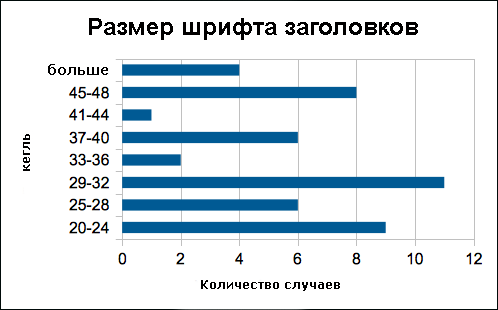 Размер шрифта заголовков
больше
45-48
41-44
37-40
33-36
29-32
25-28
20-24
кегль
0 2 4 6 8 10 12
Количество случаев